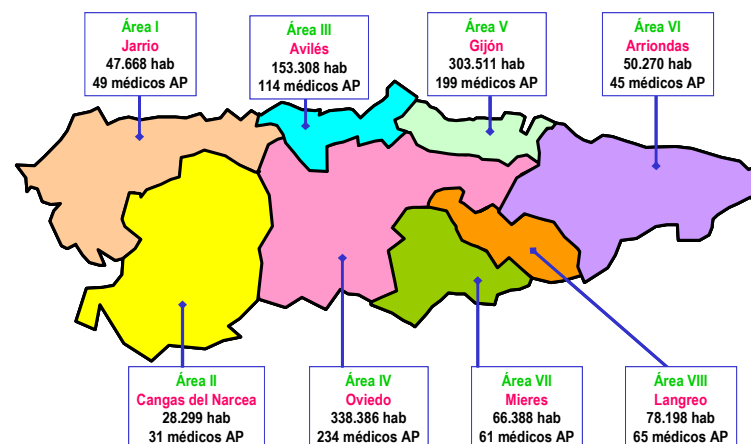 Área I
Jarrio
47.668 hab
49 médicos AP
Área III
Avilés
153.308 hab
114 médicos AP
Área V
Gijón
303.511 hab
199 médicos AP
Área VI
Arriondas
50.270 hab
45 médicos AP
Área II
Cangas del Narcea
28.299 hab
31 médicos AP
Área IV
Oviedo
338.386 hab
234 médicos AP
Área VII
Mieres
66.388 hab
61 médicos AP
Área VIII
Langreo
78.198 hab
65 médicos AP